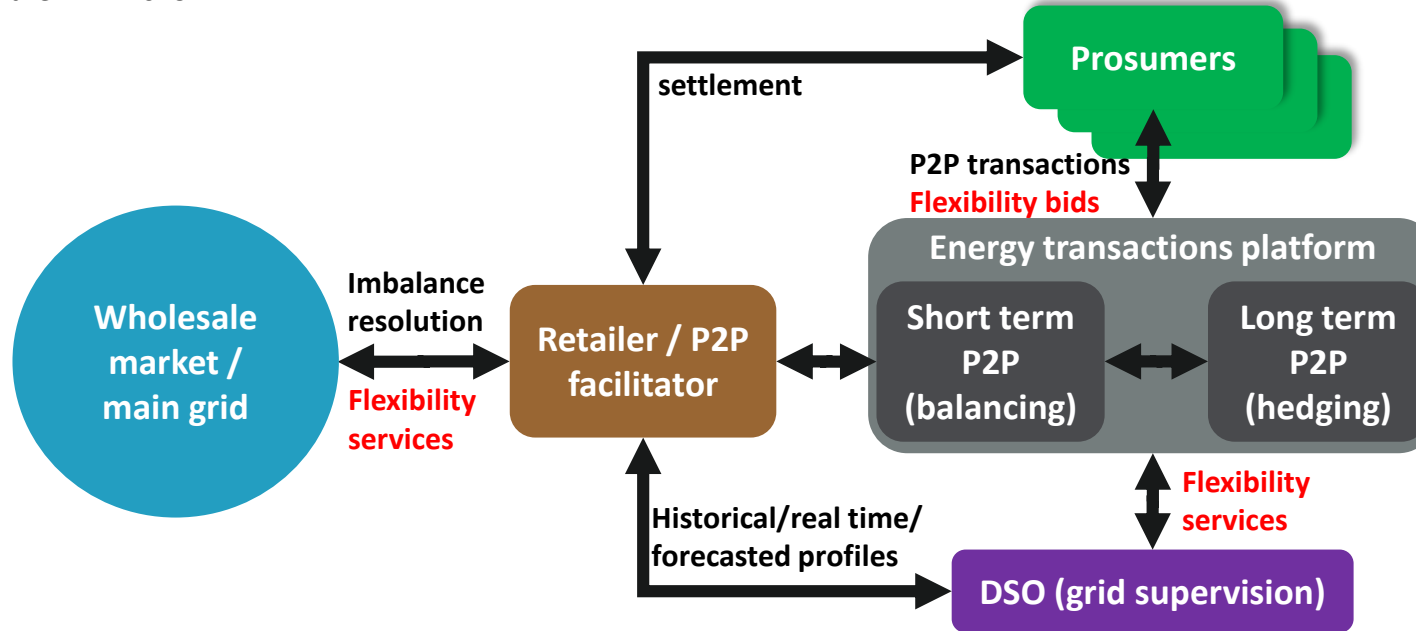 Prosumers
settlement
P2P transactions
Flexibility bids
Energy transactions platform
Imbalance
resolution
Wholesale
market /
main grid
Retailer / P2P
facilitator
Short term
P2P
(balancing)
Long term
P2P
(hedging)
Flexibility
services
Flexibility
services
Historical/real time/
forecasted profiles
DSO (grid supervision)